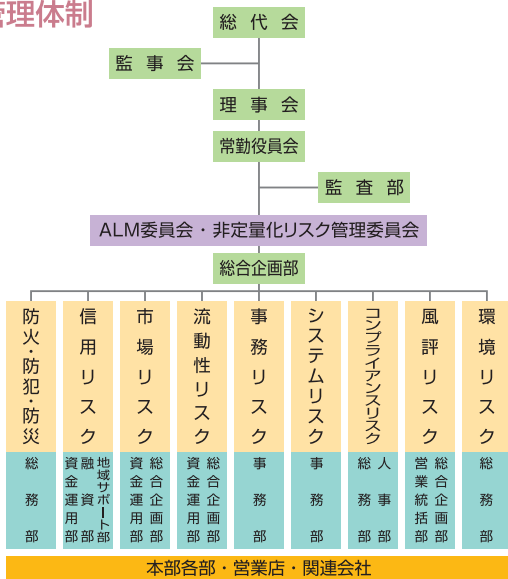 管理体制
総代会
監事会
理事会
常勤役員会
監査部
ALM委員会・非定量化リスク管理委員会
総合企画部
防火・防犯・防災
信用リスク
市場リスク
流動性リスク
事務リスク
システムリスク
コンプライアンスリスク
風評リスク
環境リスク
総務部
地域サポート部
融資部
資金運用部
総合企画部
資金運用部
総合企画部
資金運用部
事務部
事務部
人事部
総務部
総合企画部
営業統括部
総務部
本部各部・営業店・関連会社